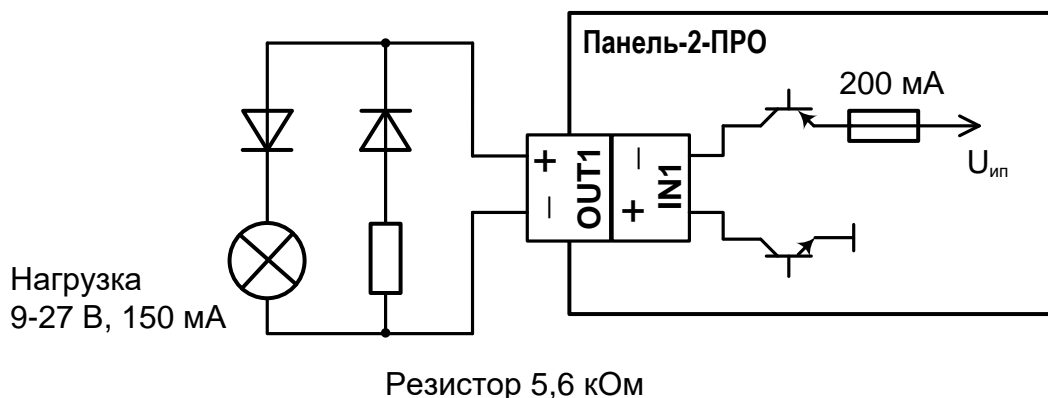 Панель-2-ПРО
200 мА
Uип
+
−
OUT1
−
+
IN1
Нагрузка
9-27 В, 150 мА
Резистор 5,6 кОм